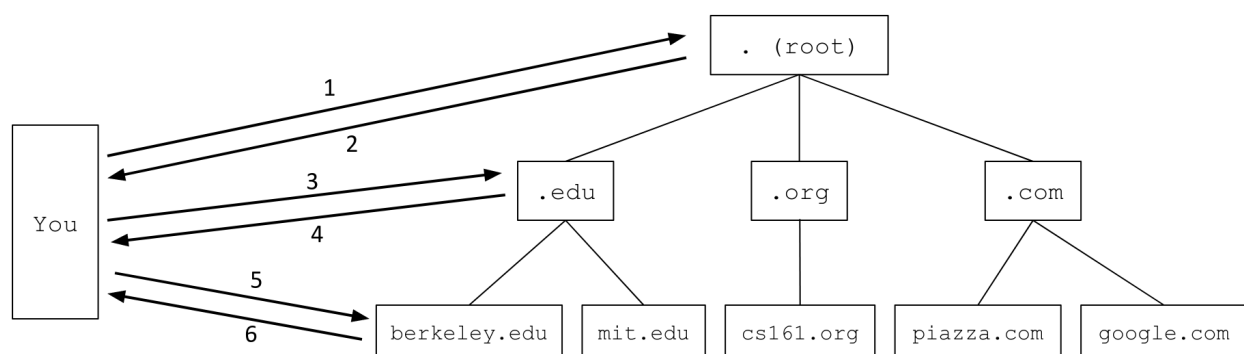 . (root)
1
2
3
.edu
.org
.com
You
4
5
6
berkeley.edu
mit.edu
cs161.org
piazza.com
google.com